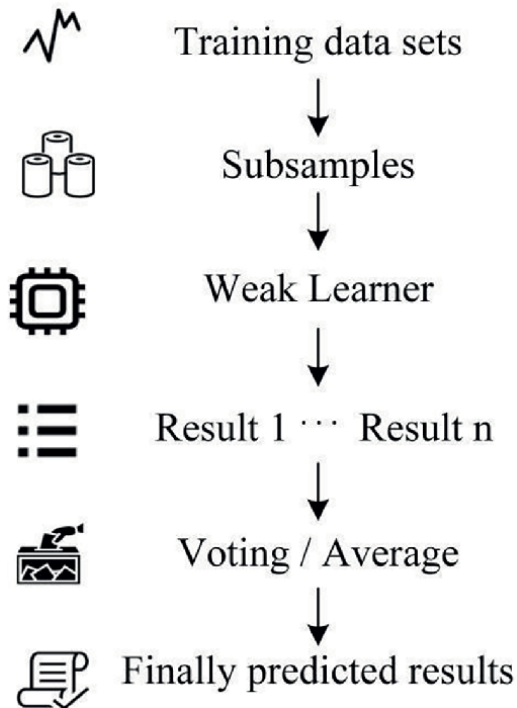 Training data sets
Subsamples
Weak Learner
Result 1 ... Result n
Voting / Average
Finally predicted results